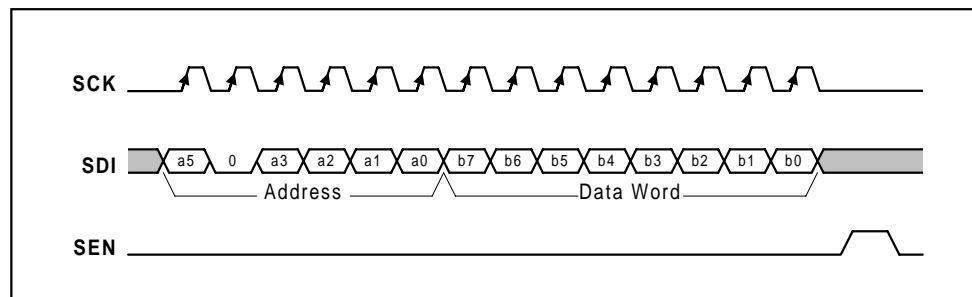 SCK
SDI a5 0 a3 a2 a1 a0 b7 b6 b5 b4 b3 b2 b1 b0
Address Data Word
SEN